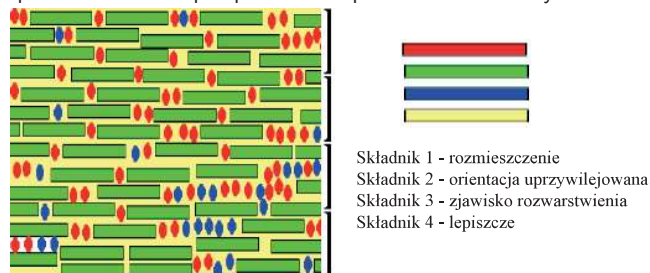 Składnik 1 - rozmieszczenie
Składnik 2 - orientacja uprzywilejowana
Składnik 3 - zjawisko rozwarstwienia
Składnik 4 - lepiszcze